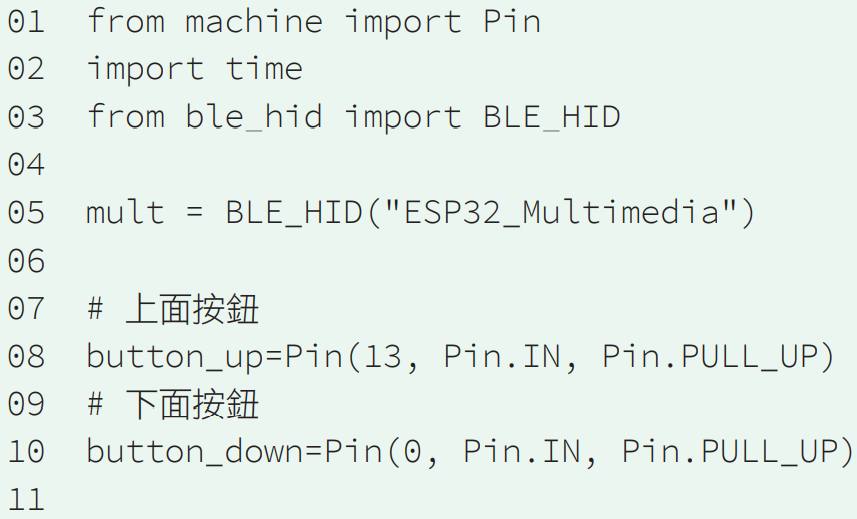 01 from machine import Pin
02 import time
03 from ble_hid import BLE_HID
04
05 mult = BLE_HID("ESP32_Multimedia")
06
07 # 上面按鈕
08 button_up=Pin(13, Pin.IN, Pin.PULL_UP)
09 # 下面按鈕
10 button_down=Pin(0, Pin.IN, Pin.PULL_UP)
11